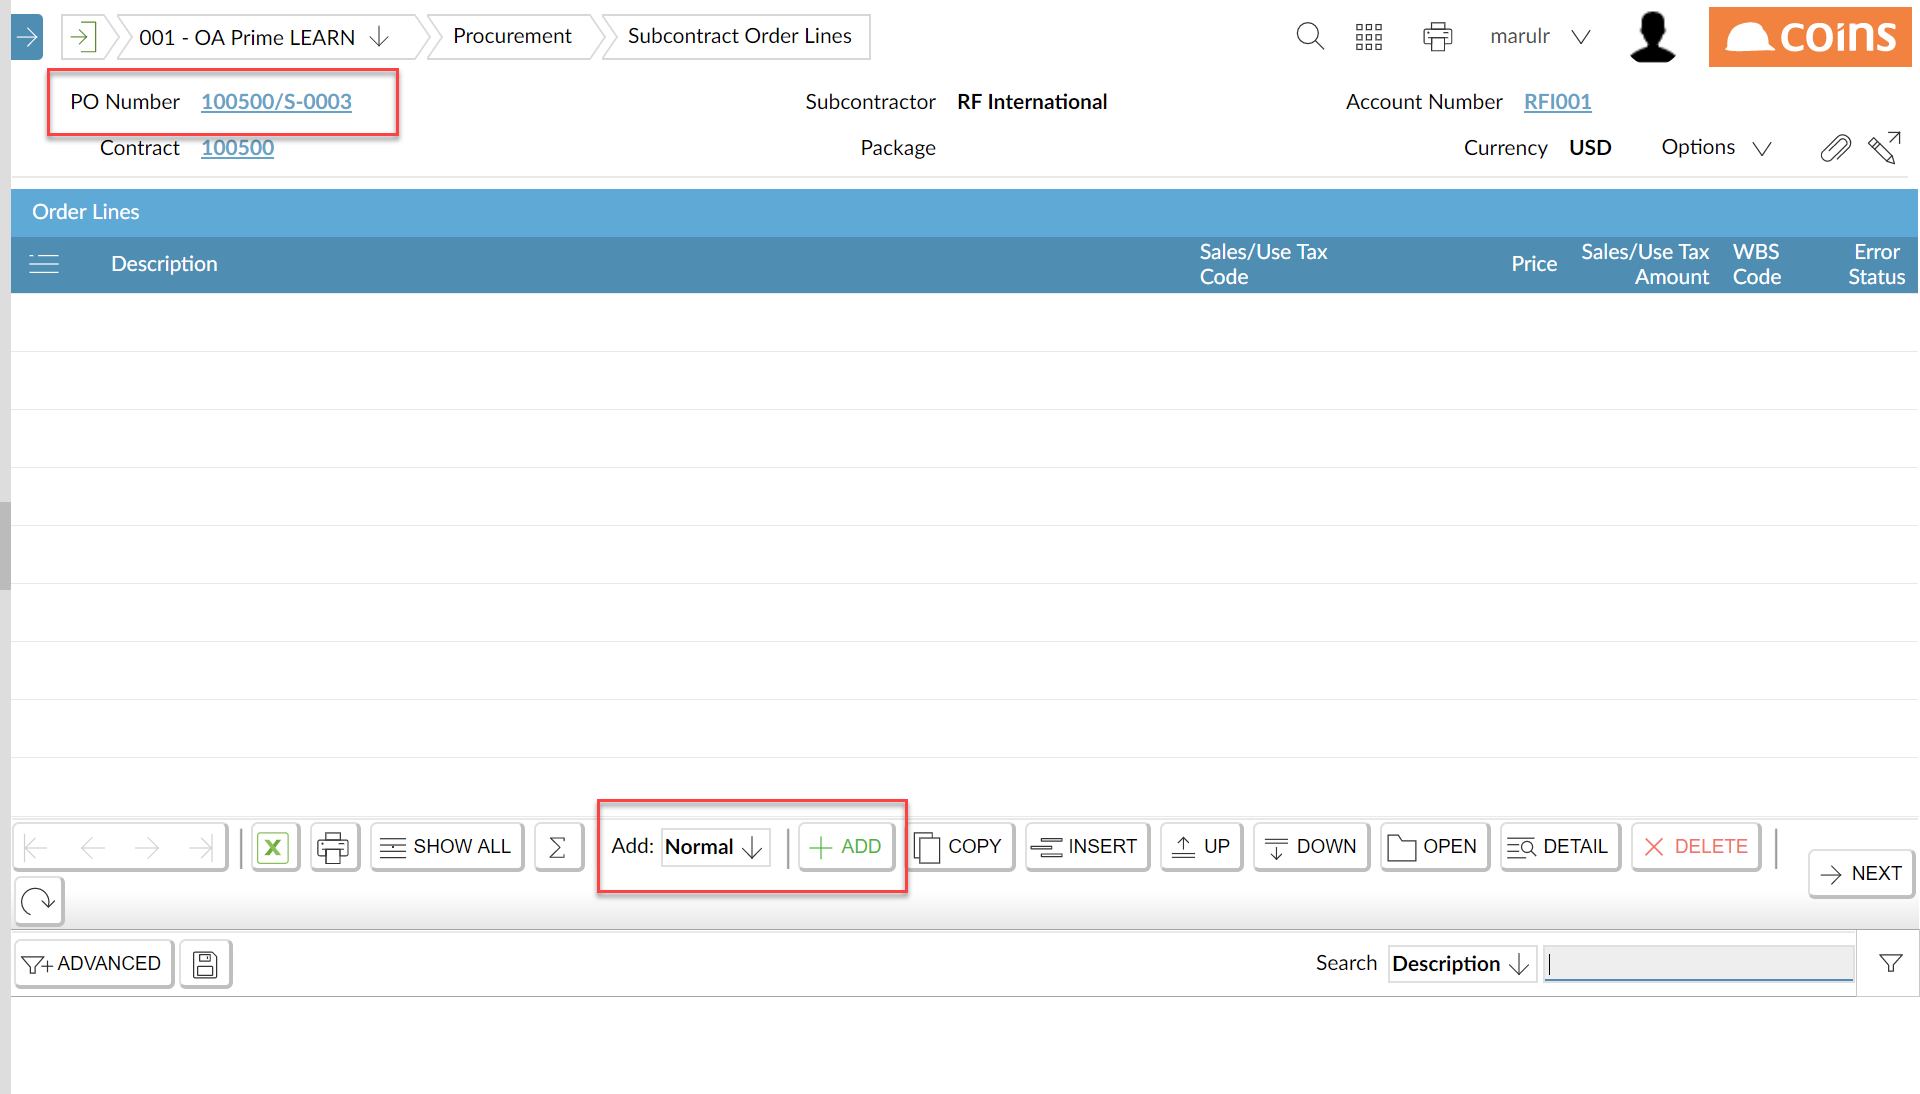 001 - OA Prime LEARN Procurement Subcontract Order Lines marulr coins
PO Number 100500/S-0003 Subcontractor RF International Account Number RFI001
Contract 100500 Package Currency USD Options
Order Lines
Description Sales/Use Tax Code Price Sales/Use Tax Amount WBS Code Error Status
SHOW ALL Add: Normal ADD COPY INSERT UP DOWN OPEN DETAIL DELETE
NEXT
ADVANCED Search Description